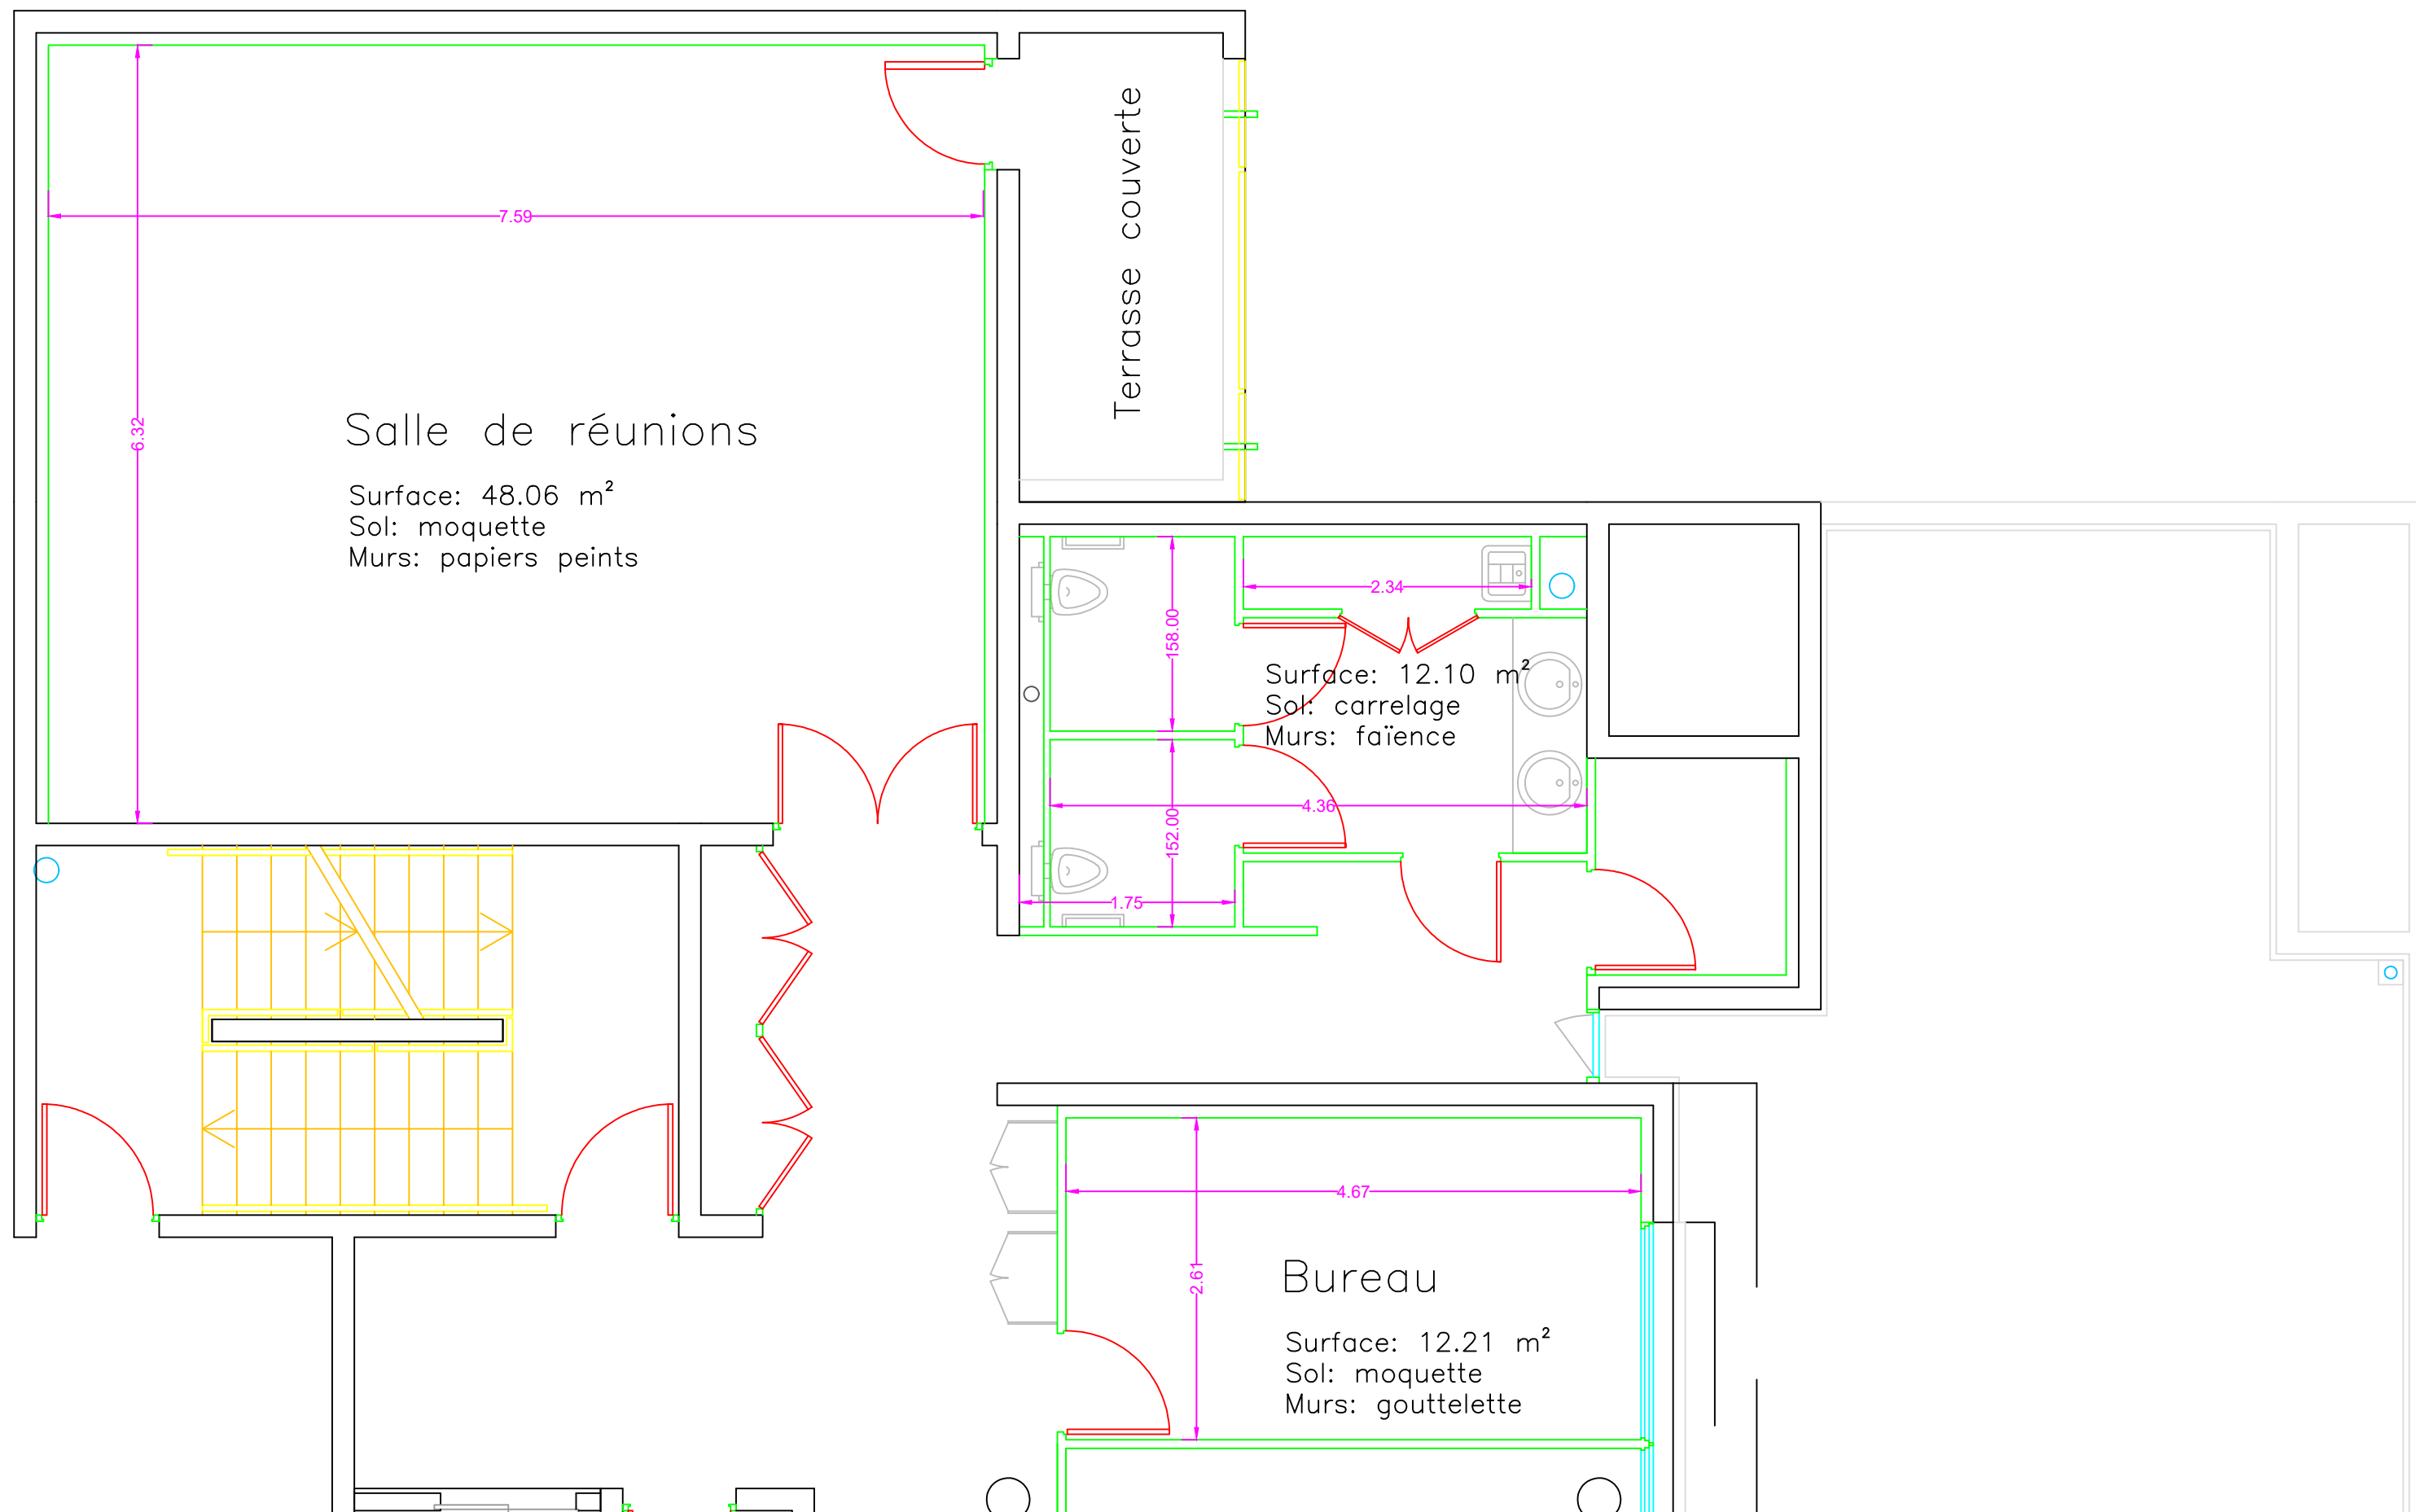 7.59
6.32
Terrasse couverte
Salle de réunions
Surface: 48.06 m²
Sol: moquette
Murs: papiers peints
2.34
158.00
Surface: 12.10 m²
Sol: carrelage
Murs: faïence
4.36
152.00
1.75
4.67
2.61
Bureau
Surface: 12.21 m²
Sol: moquette
Murs: gouttelette